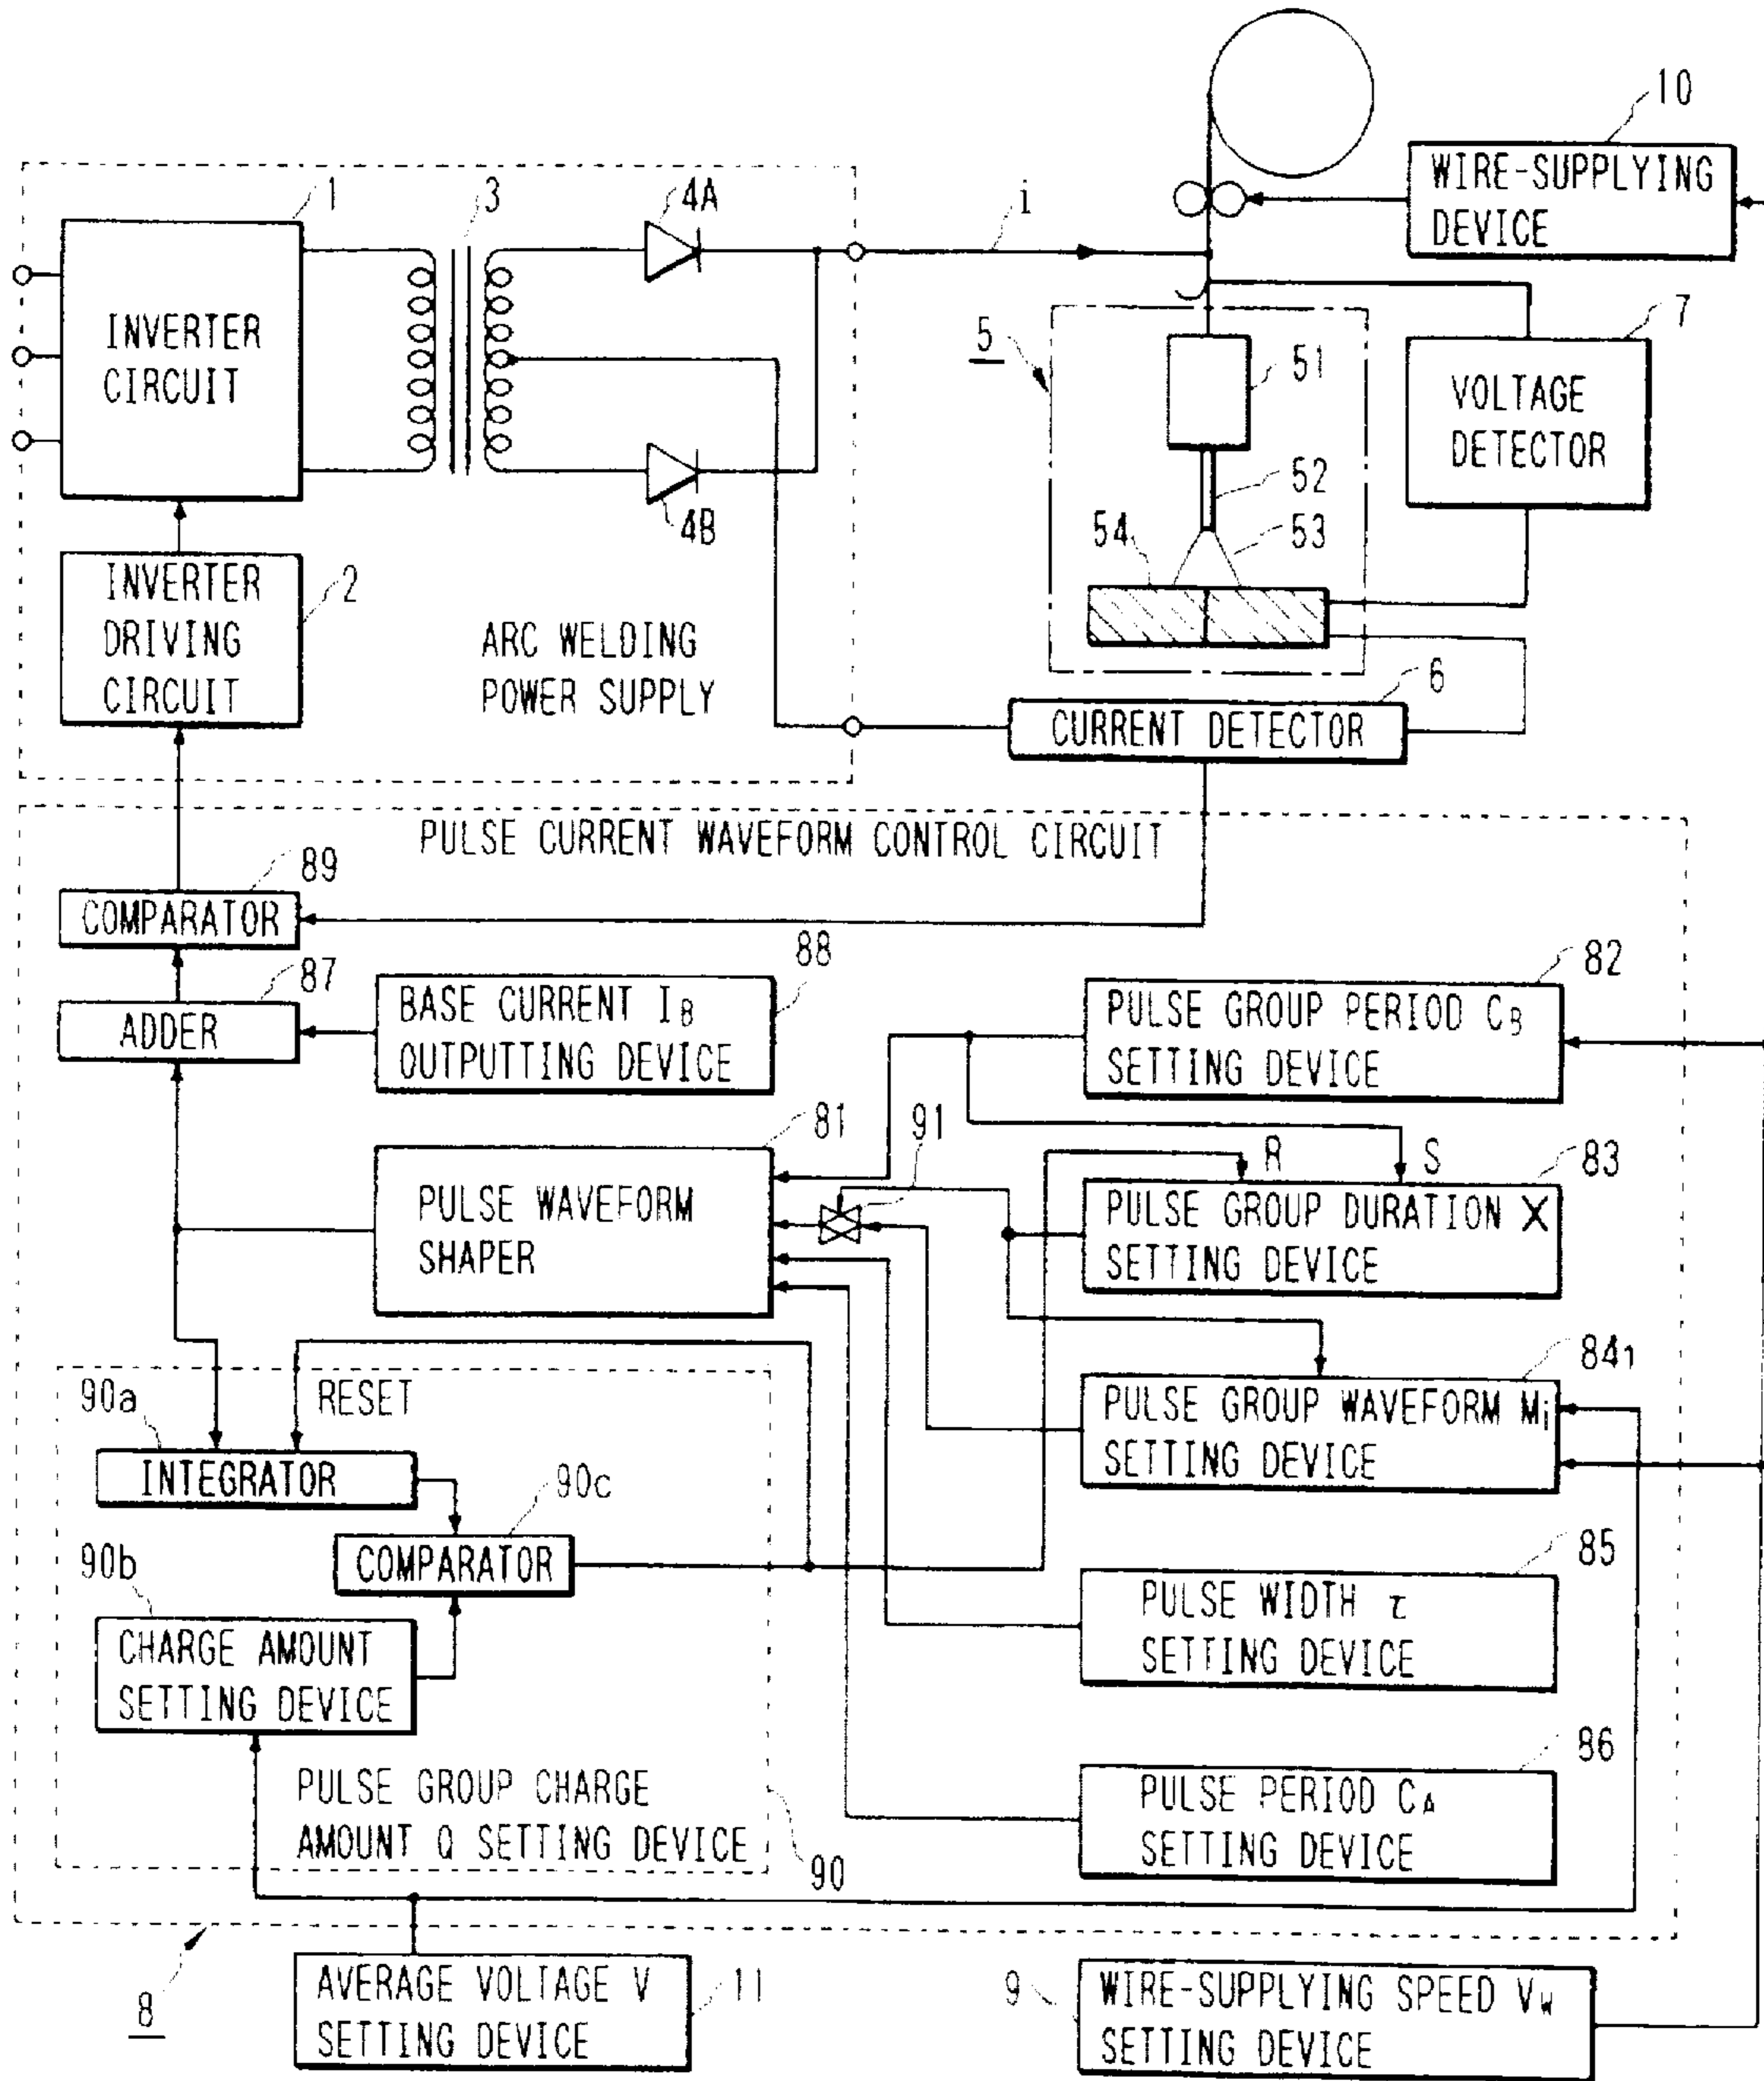 10
WIRE-SUPPLYING
DEVICE
1
3
4A
i
INVERTER
CIRCUIT
5
51
7
VOLTAGE
DETECTOR
52
4B
54
53
INVERTER
DRIVING
CIRCUIT
2
ARC WELDING
POWER SUPPLY
6
CURRENT DETECTOR
PULSE CURRENT WAVEFORM CONTROL CIRCUIT
89
COMPARATOR
88
82
87
ADDER
BASE CURRENT IB
OUTPUTTING DEVICE
PULSE GROUP PERIOD CB
SETTING DEVICE
81
91
R
S
83
PULSE WAVEFORM
SHAPER
PULSE GROUP DURATION X
SETTING DEVICE
841
90a
RESET
PULSE GROUP WAVEFORM Mi
SETTING DEVICE
INTEGRATOR
90c
90b
COMPARATOR
85
PULSE WIDTH τ
SETTING DEVICE
CHARGE AMOUNT
SETTING DEVICE
86
PULSE GROUP CHARGE
AMOUNT Q SETTING DEVICE
90
PULSE PERIOD CA
SETTING DEVICE
8
AVERAGE VOLTAGE V
SETTING DEVICE
11
9
WIRE-SUPPLYING SPEED VW
SETTING DEVICE